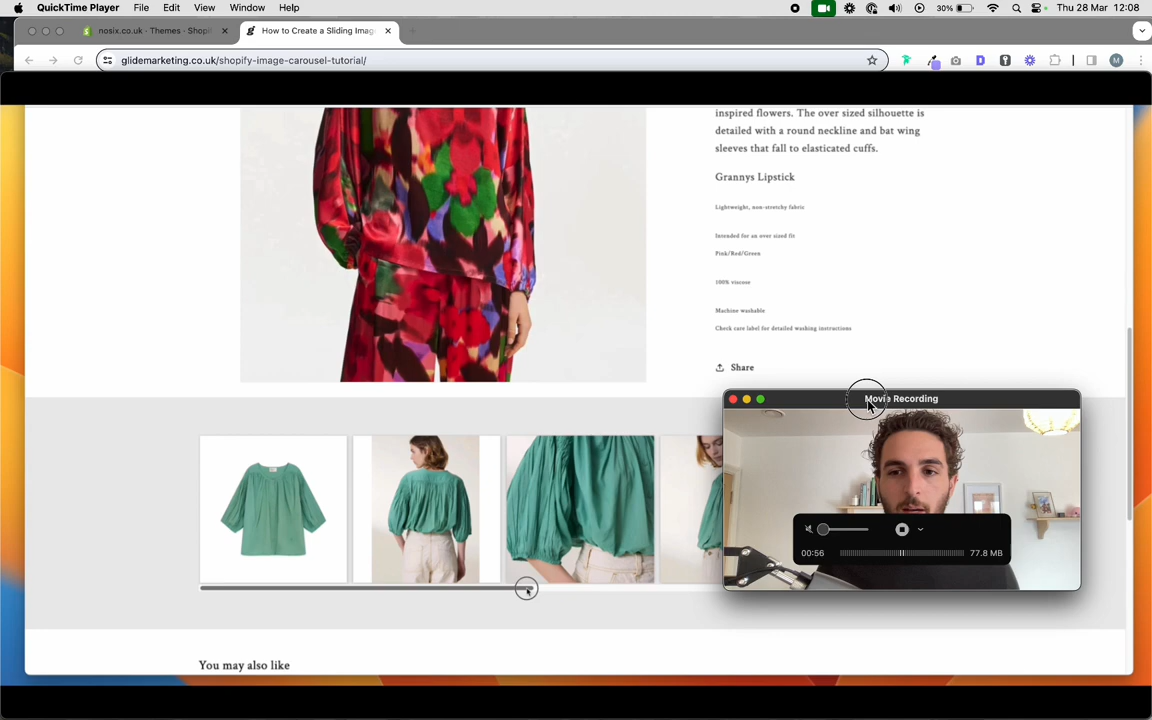 QuickTime Player File Edit View Window Help 30% Thu 28 Mar 12:08
nosix.co.uk · Themes · Shopi
How to Create a Sliding Imag
glidemarketing.co.uk/shopify-image-carousel-tutorial/
M
inspired flowers. The over sized silhouette is
detailed with a round neckline and bat wing
sleeves that fall to elasticated cuffs.
Grannys Lipstick
Lightweight, non-stretchy fabric
Intended for an over sized fit
Pink/Red/Green
100% viscose
Machine washable
Check care label for detailed washing instructions
Share
Movie Recording
00:56 77.8 MB
You may also like